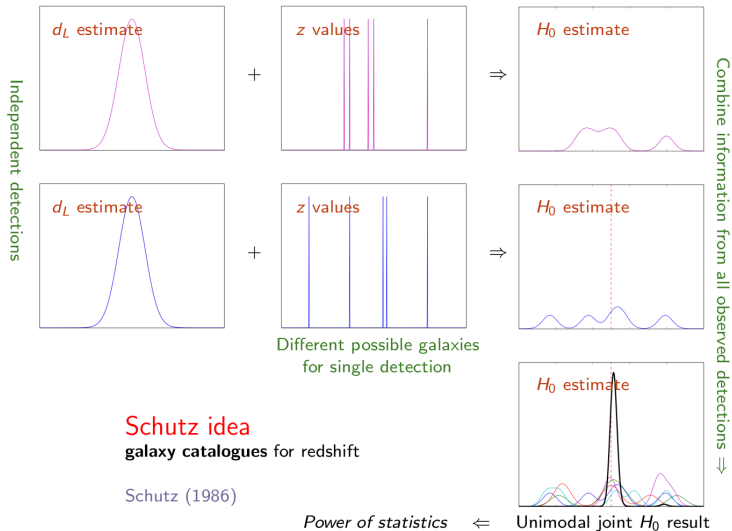 d_L estimate
+
z values
⇒
H_0 estimate
Independent detections
d_L estimate
+
z values
⇒
H_0 estimate
Combine information from all observed detections ⇒
Different possible galaxies
for single detection
H_0 estimate
Schutz idea
galaxy catalogues for redshift
Schutz (1986)
Power of statistics ⇐ Unimodal joint H_0 result